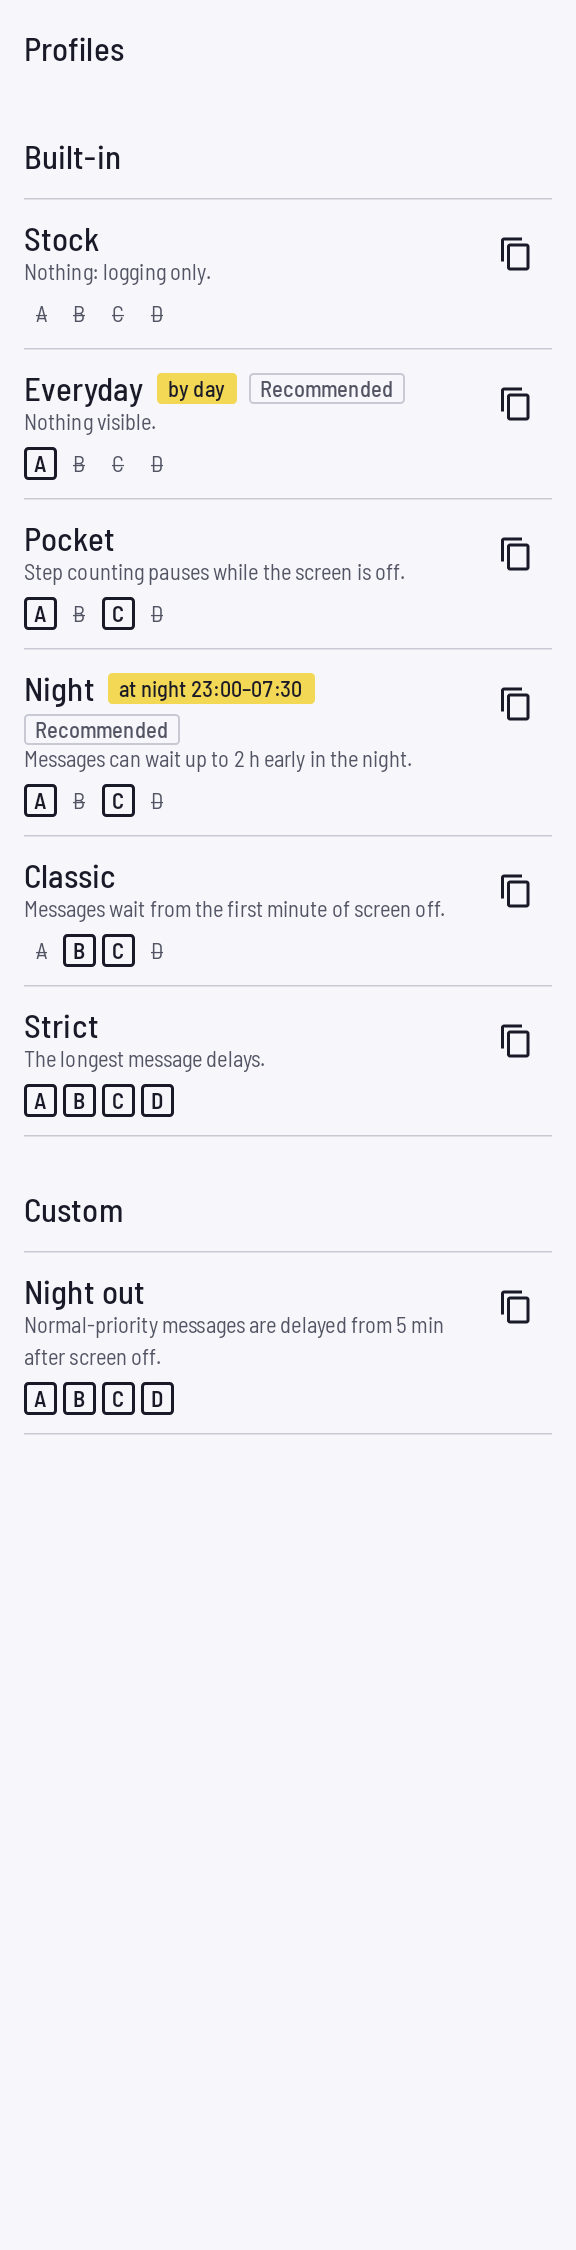 Profiles
Built-in
Stock
Nothing: logging only.
A B C D
Everyday by day Recommended
Nothing visible.
A B C D
Pocket
Step counting pauses while the screen is off.
A B C D
Night at night 23:00–07:30
Recommended
Messages can wait up to 2 h early in the night.
A B C D
Classic
Messages wait from the first minute of screen off.
A B C D
Strict
The longest message delays.
A B C D
Custom
Night out
Normal-priority messages are delayed from 5 min
after screen off.
A B C D